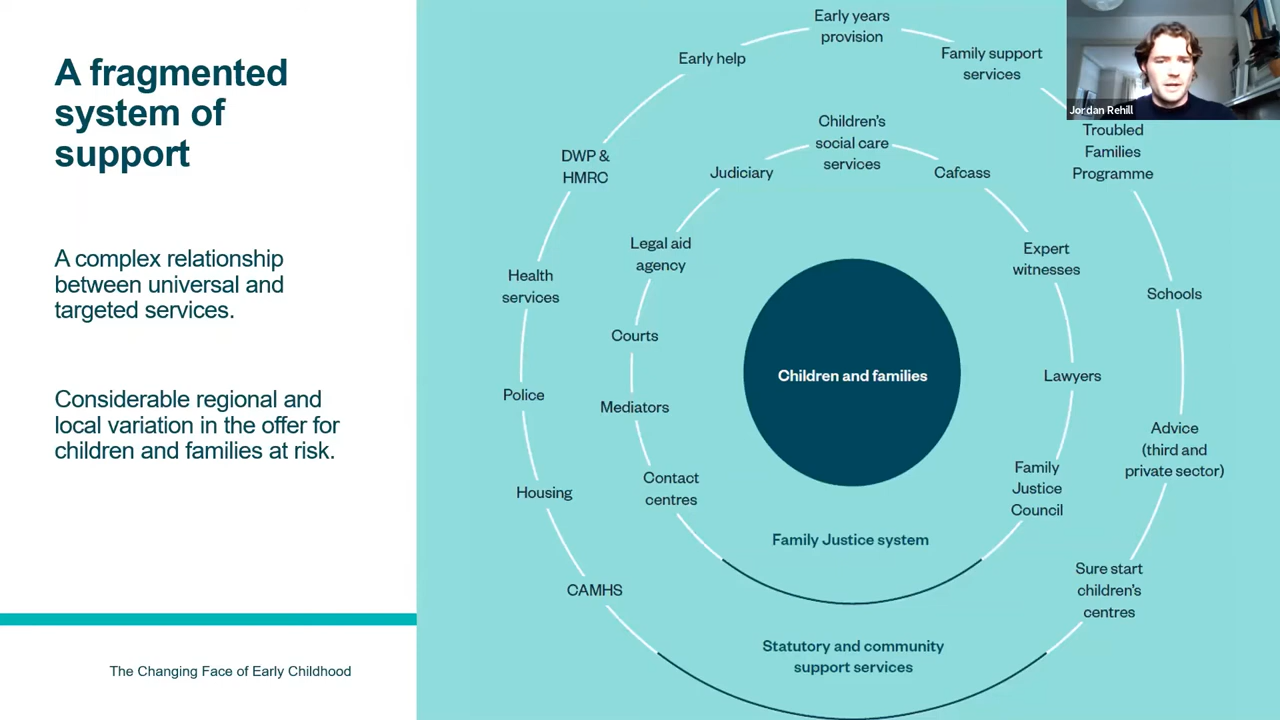 A fragmented
system of
support
A complex relationship
between universal and
targeted services.
Considerable regional and
local variation in the offer for
children and families at risk.
The Changing Face of Early Childhood
Early years
provision
Early help
Family support
services
Jordan Rehill
Troubled
Families
Programme
DWP &
HMRC
Health
services
Schools
Police
Advice
(third and
private sector)
Housing
CAMHS
Sure start
children's
centres
Statutory and community
support services
Children's
social care
services
Judiciary
Cafcass
Legal aid
agency
Expert
witnesses
Courts
Lawyers
Mediators
Contact
centres
Family
Justice
Council
Family Justice system
Children and families